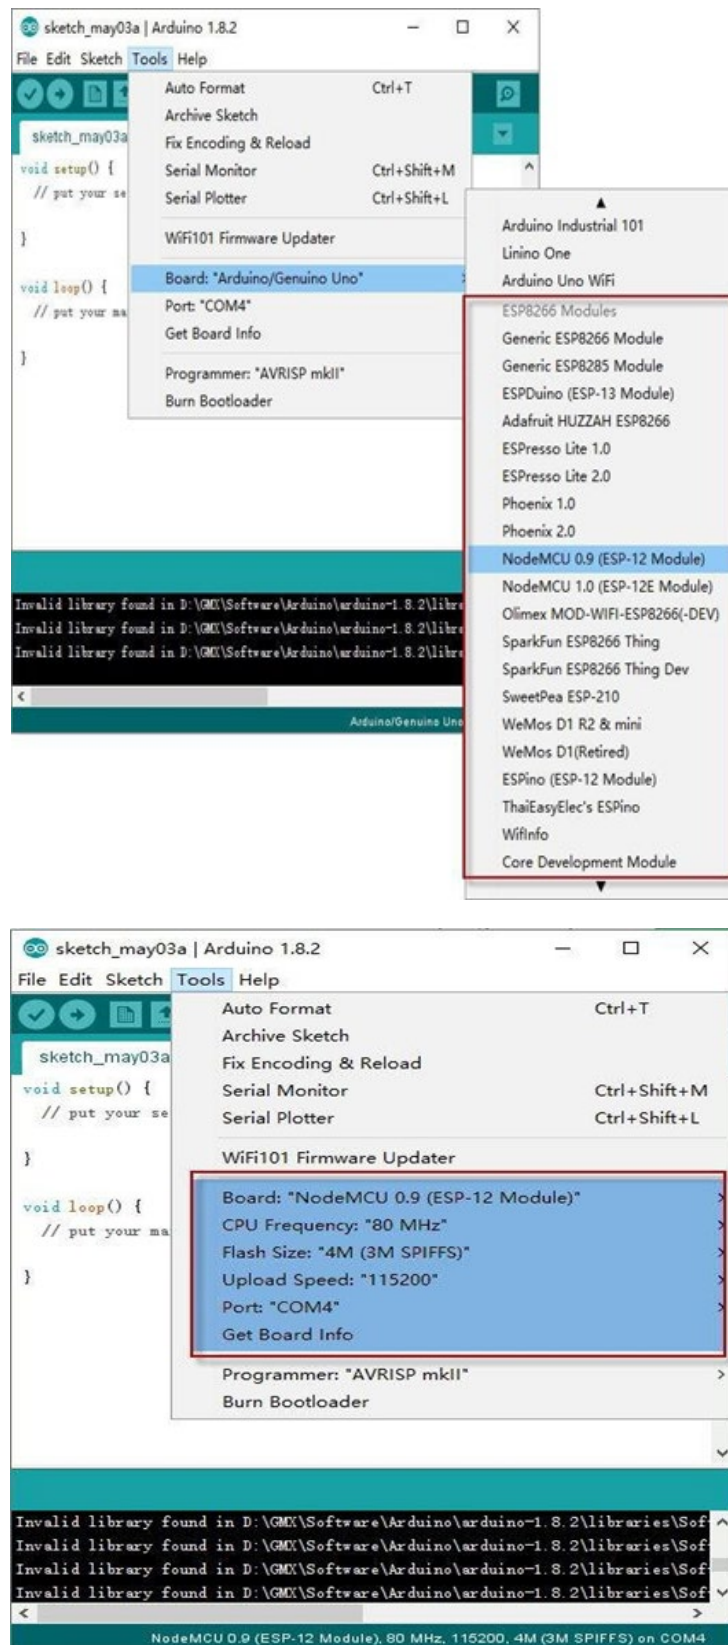 sketch_may03a | Arduino 1.8.2
File Edit Sketch Tools Help
sketch_may03a
void setup() {
// put your se
}
void loop() {
// put your ma
}
Auto Format Ctrl+T
Archive Sketch
Fix Encoding & Reload
Serial Monitor Ctrl+Shift+M
Serial Plotter Ctrl+Shift+L
WiFi101 Firmware Updater
Board: "Arduino/Genuino Uno"
Port: "COM4"
Get Board Info
Programmer: "AVRISP mkII"
Burn Bootloader
Arduino Industrial 101
Linino One
Arduino Uno WiFi
ESP8266 Modules
Generic ESP8266 Module
Generic ESP8285 Module
ESPDuino (ESP-13 Module)
Adafruit HUZZAH ESP8266
ESPresso Lite 1.0
ESPresso Lite 2.0
Phoenix 1.0
Phoenix 2.0
NodeMCU 0.9 (ESP-12 Module)
NodeMCU 1.0 (ESP-12E Module)
Olimex MOD-WIFI-ESP8266(-DEV)
SparkFun ESP8266 Thing
SparkFun ESP8266 Thing Dev
SweetPea ESP-210
WeMos D1 R2 & mini
WeMos D1(Retired)
ESPino (ESP-12 Module)
ThaiEasyElec's ESPino
WifInfo
Core Development Module
Invalid library found in D:\GMX\Software\Arduino\arduino-1.8.2\libra
Invalid library found in D:\GMX\Software\Arduino\arduino-1.8.2\libra
Invalid library found in D:\GMX\Software\Arduino\arduino-1.8.2\libra
Arduino/Genuino Uno
sketch_may03a | Arduino 1.8.2
File Edit Sketch Tools Help
sketch_may03a
void setup() {
// put your se
}
void loop() {
// put your ma
}
Auto Format Ctrl+T
Archive Sketch
Fix Encoding & Reload
Serial Monitor Ctrl+Shift+M
Serial Plotter Ctrl+Shift+L
WiFi101 Firmware Updater
Board: "NodeMCU 0.9 (ESP-12 Module)"
CPU Frequency: "80 MHz"
Flash Size: "4M (3M SPIFFS)"
Upload Speed: "115200"
Port: "COM4"
Get Board Info
Programmer: "AVRISP mkII"
Burn Bootloader
Invalid library found in D:\GMX\Software\Arduino\arduino-1.8.2\libraries\Sof
Invalid library found in D:\GMX\Software\Arduino\arduino-1.8.2\libraries\Sof
Invalid library found in D:\GMX\Software\Arduino\arduino-1.8.2\libraries\Sof
Invalid library found in D:\GMX\Software\Arduino\arduino-1.8.2\libraries\Sof
NodeMCU 0.9 (ESP-12 Module), 80 MHz, 115200, 4M (3M SPIFFS) on COM4